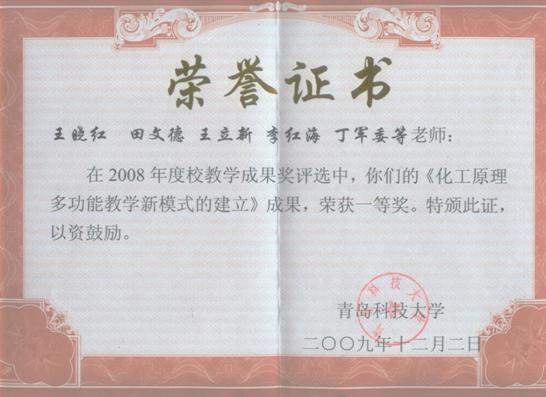 荣誉证书
王晓红 田文德 王立新 李红海 丁军委等老师：
在2008年度校教学成果奖评选中，你们的《化工原理
多功能教学新模式的建立》成果，荣获一等奖。特颁此证，
以资鼓励。
青岛科技大学
二〇〇九年十二月二日